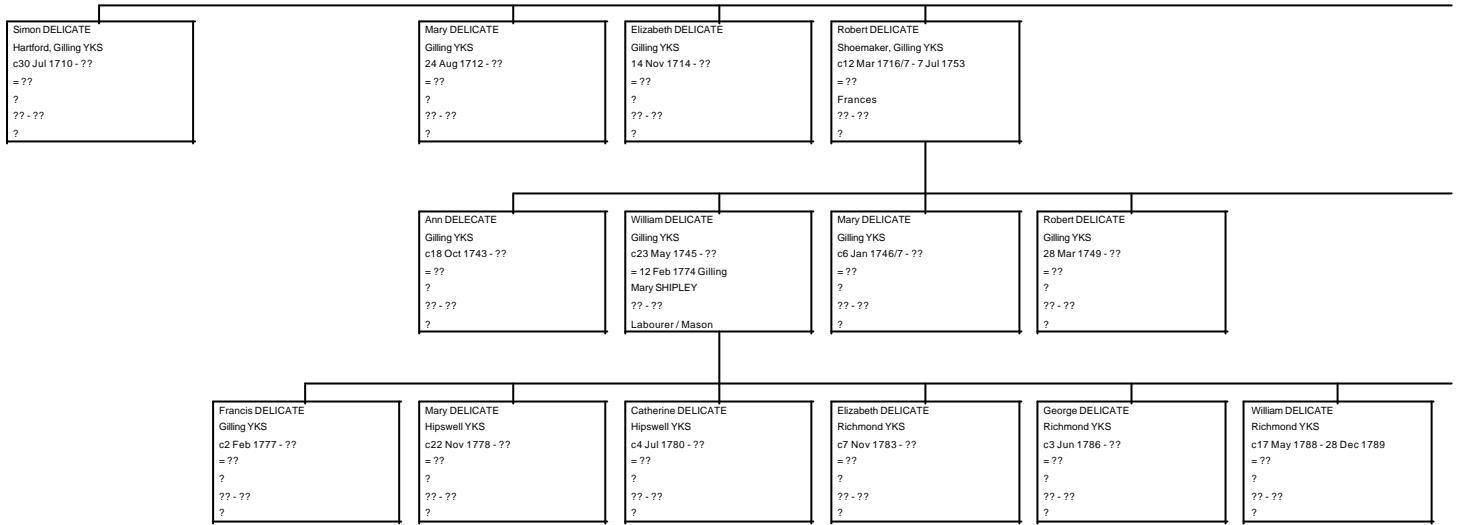 Simon DELICATE
Hartford, Gilling YKS
c30 Jul 1710 - ??
= ??
?
?? - ??
?
Mary DELICATE
Gilling YKS
24 Aug 1712 - ??
= ??
?
?? - ??
?
Elizabeth DELICATE
Gilling YKS
14 Nov 1714 - ??
= ??
?
?? - ??
?
Robert DELICATE
Shoemaker, Gilling YKS
c12 Mar 1716/7 - 7 Jul 1753
= ??
Frances
?? - ??
?
Ann DELECATE
Gilling YKS
c18 Oct 1743 - ??
= ??
?
?? - ??
?
William DELICATE
Gilling YKS
c23 May 1745 - ??
= 12 Feb 1774 Gilling
Mary SHIPLEY
?? - ??
Labourer / Mason
Mary DELICATE
Gilling YKS
c6 Jan 1746/7 - ??
= ??
?
?? - ??
?
Robert DELICATE
Gilling YKS
28 Mar 1749 - ??
= ??
?
?? - ??
?
Francis DELICATE
Gilling YKS
c2 Feb 1777 - ??
= ??
?
?? - ??
?
Mary DELICATE
Hipswell YKS
c22 Nov 1778 - ??
= ??
?
?? - ??
?
Catherine DELICATE
Hipswell YKS
c4 Jul 1780 - ??
= ??
?
?? - ??
?
Elizabeth DELICATE
Richmond YKS
c7 Nov 1783 - ??
= ??
?
?? - ??
?
George DELICATE
Richmond YKS
c3 Jun 1786 - ??
= ??
?
?? - ??
?
William DELICATE
Richmond YKS
c17 May 1788 - 28 Dec 1789
= ??
?
?? - ??
?